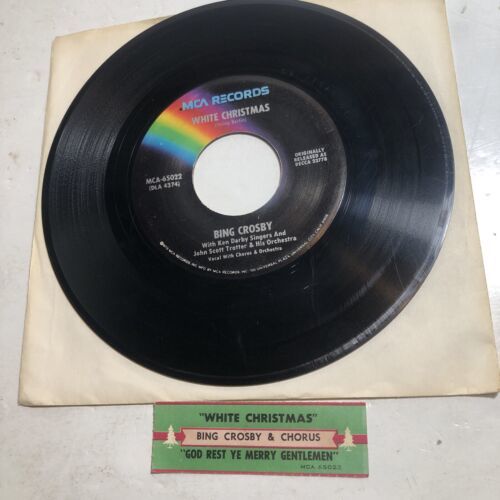 MCA RECORDS
WHITE CHRISTMAS
(Irving Berlin)
MCA-65022
(DLA 4374)
ORIGINALLY
RELEASED AS
DECCA 23778
BING CROSBY
With Ken Darby Singers And
John Scott Trotter & His Orchestra
Vocal With Chorus & Orchestra
"WHITE CHRISTMAS"
BING CROSBY & CHORUS
"GOD REST YE MERRY GENTLEMEN"
MCA 65022